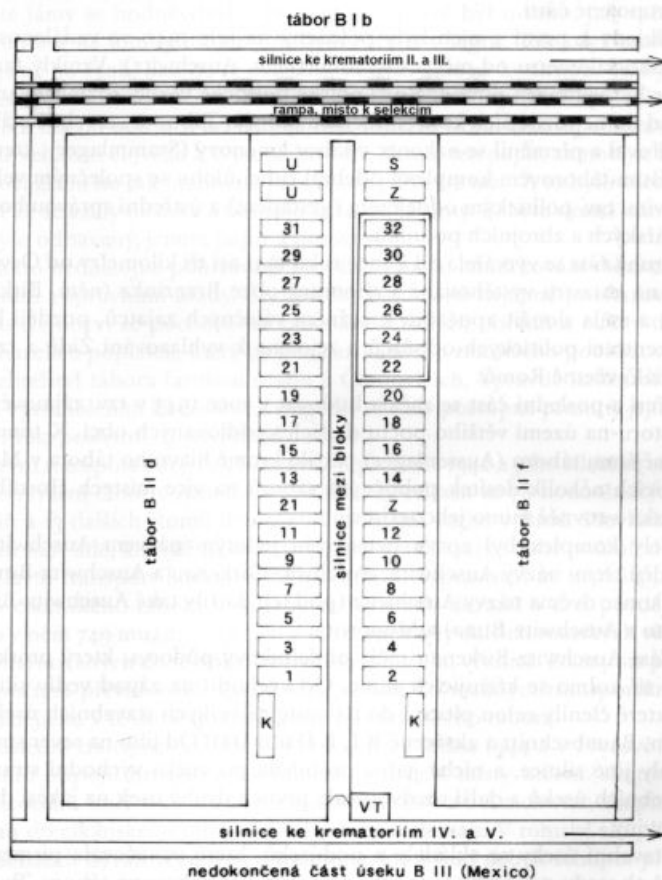 tábor B I b
silnice ke krematoriím II. a III.
rampa, místo k selekcím
U S
U Z
31 32
29 30
27 28
25 26
23 24
21 22
19 20
17 18
15 16
13 14
21 Z
11 12
9 10
7 8
5 6
3 4
1 2
K K
tábor B II d
silnice mezi bloky
tábor B II f
VT
silnice ke krematoriím IV. a V.
nedokončená část úseku B III (Mexico)